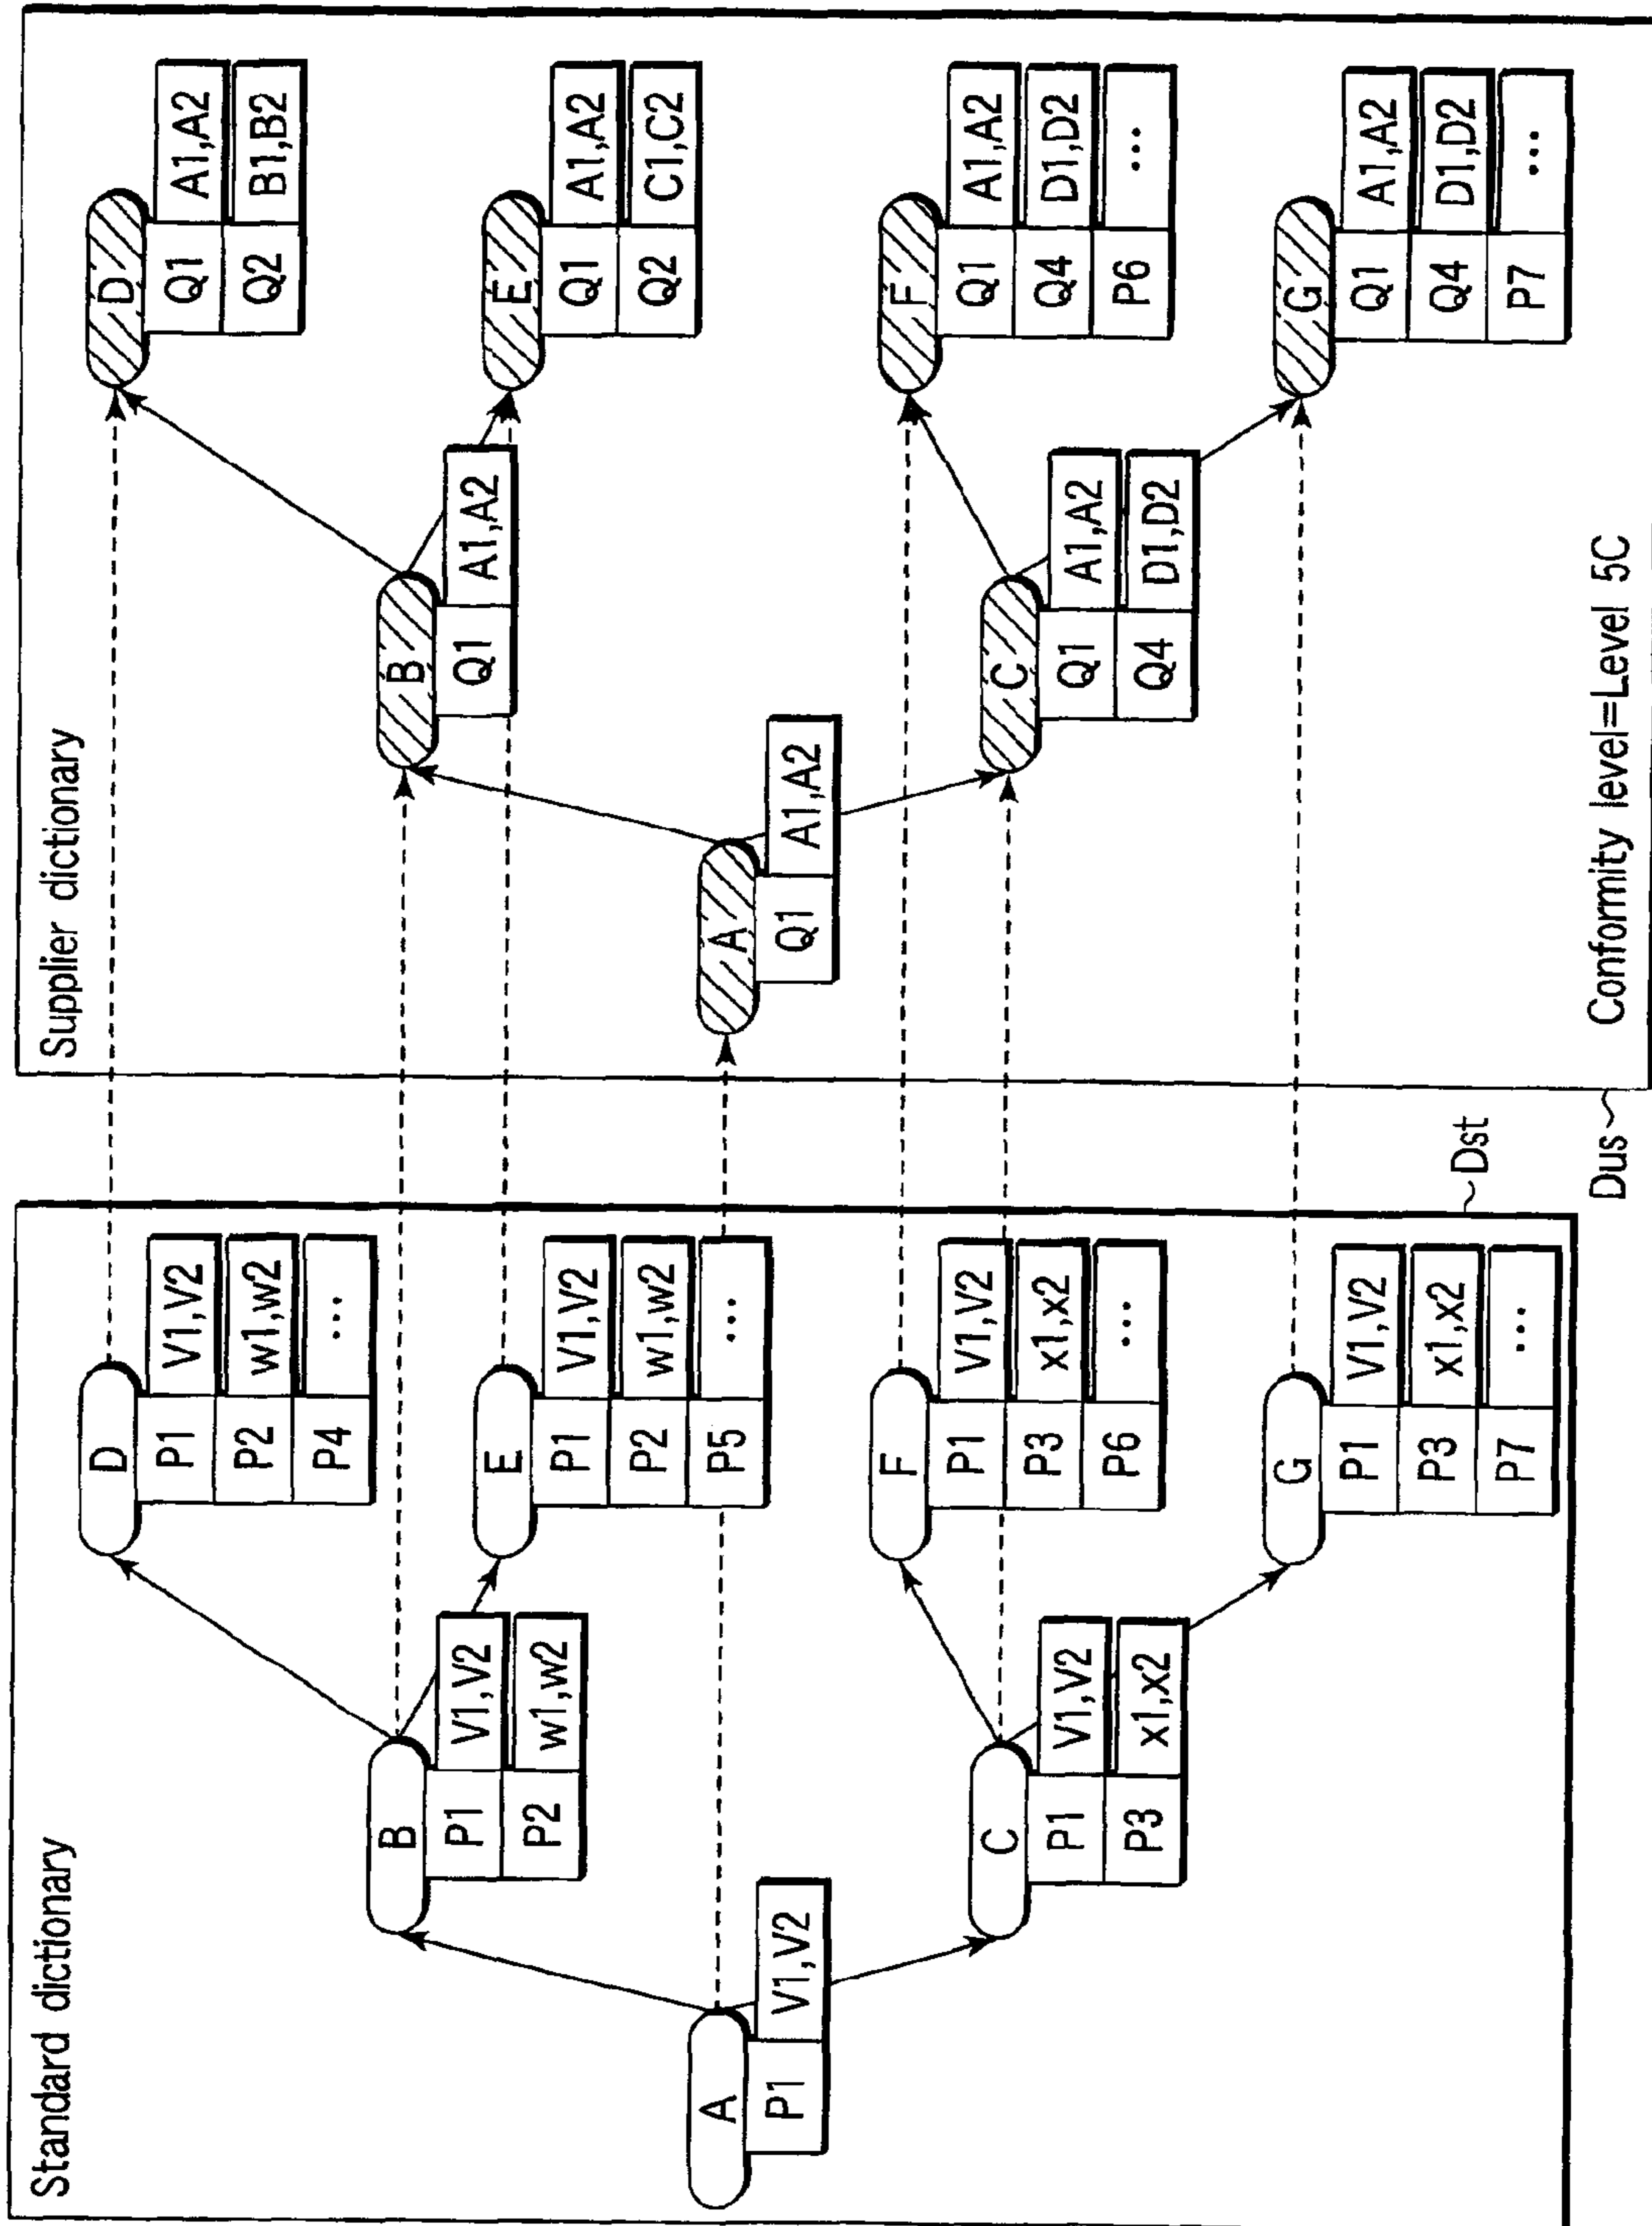 Standard dictionary
A
P1 V1,V2
B
P1 V1,V2
P2 w1,w2
C
P1 V1,V2
P3 x1,x2
D
P1 V1,V2
P2 w1,w2
P4 ...
E
P1 V1,V2
P2 w1,w2
P5 ...
F
P1 V1,V2
P3 x1,x2
P6 ...
G
P1 V1,V2
P3 x1,x2
P7 ...
Dst
Supplier dictionary
A
Q1 A1,A2
B
Q1 A1,A2
C
Q1 A1,A2
Q4 D1,D2
D
Q1 A1,A2
Q2 B1,B2
E
Q1 A1,A2
Q2 C1,C2
F
Q1 A1,A2
Q4 D1,D2
P6 ...
G
Q1 A1,A2
Q4 D1,D2
P7 ...
Dus
Conformity level=Level 5C